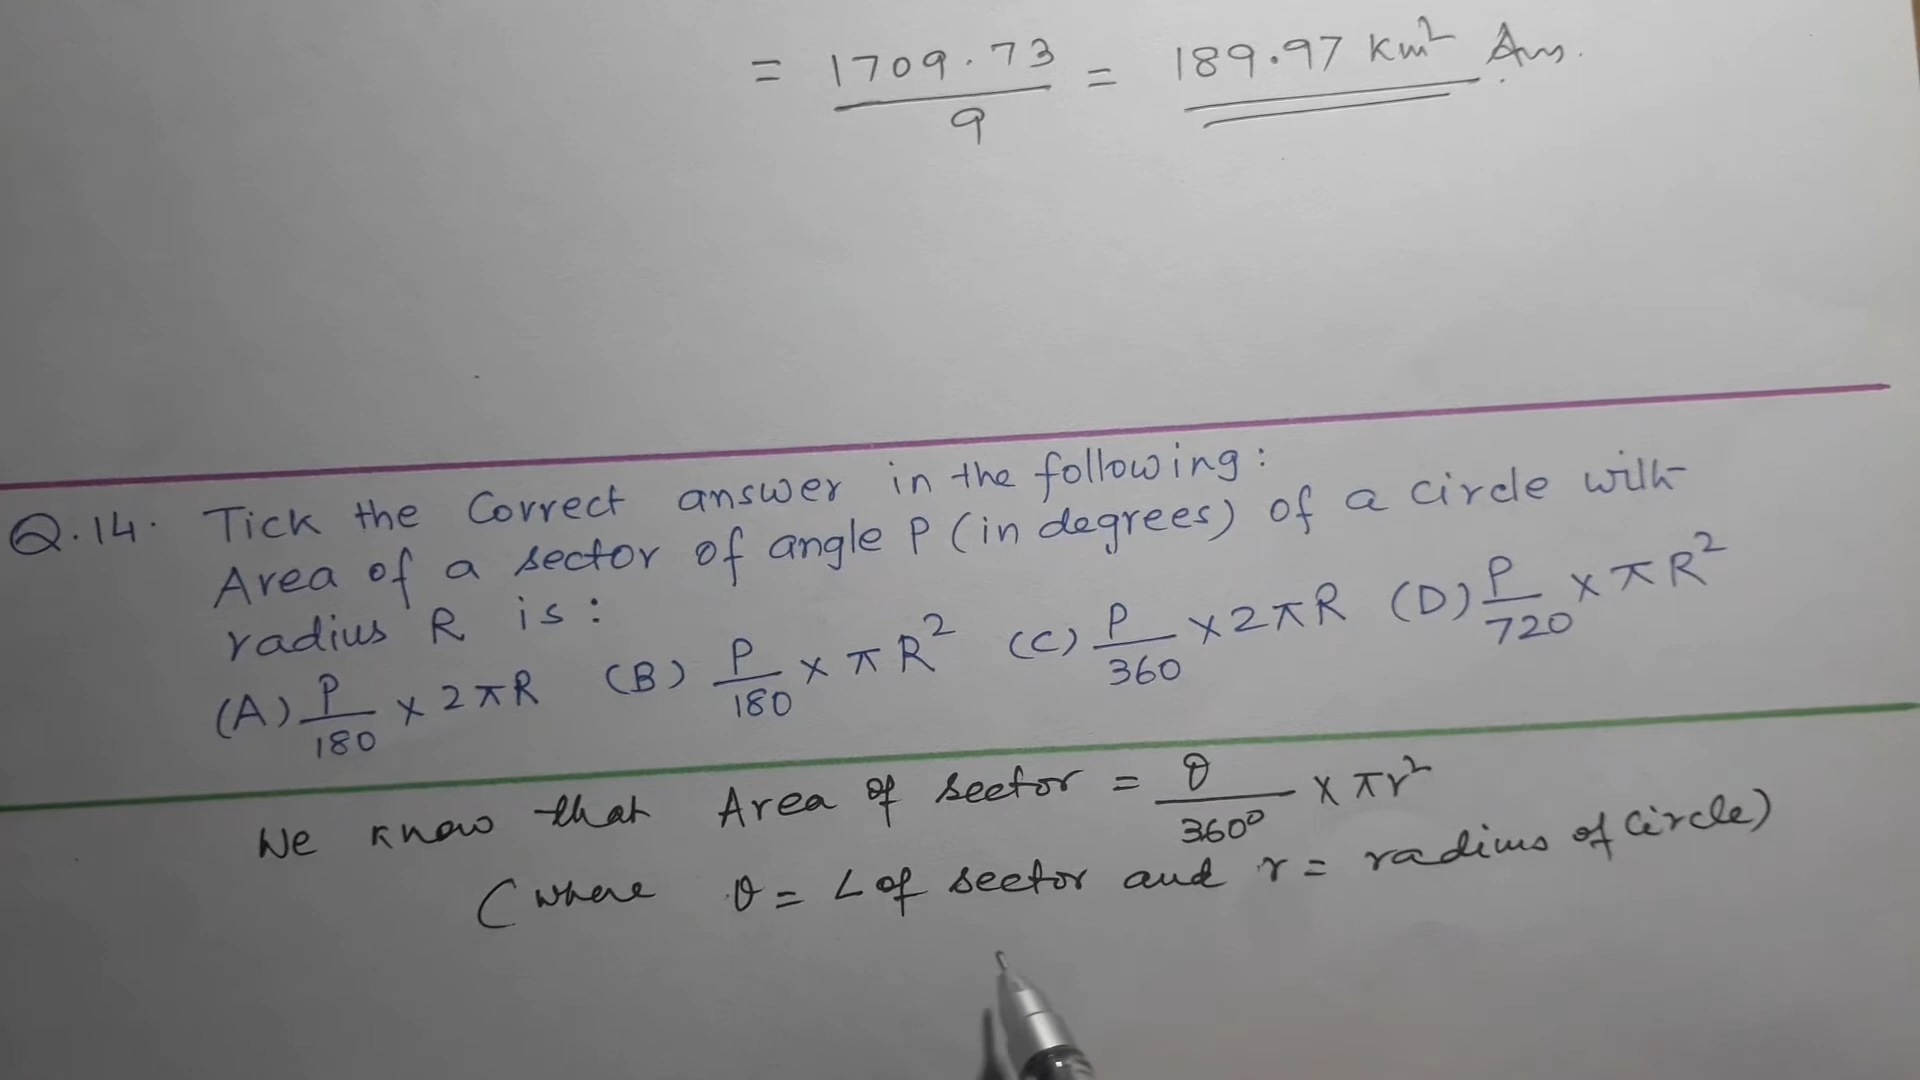 = 1709.73/9 = 189.97 Km² Ans.
Q.14. Tick the Correct answer in the following:
Area of a sector of angle P (in degrees) of a circle with
radius R is:
(A) P/180 × 2πR (B) P/180 × πR² (C) P/360 × 2πR (D) P/720 × πR²
We know that Area of sector = θ/360° × πr²
(where θ = ∠ of sector and r = radius of circle)